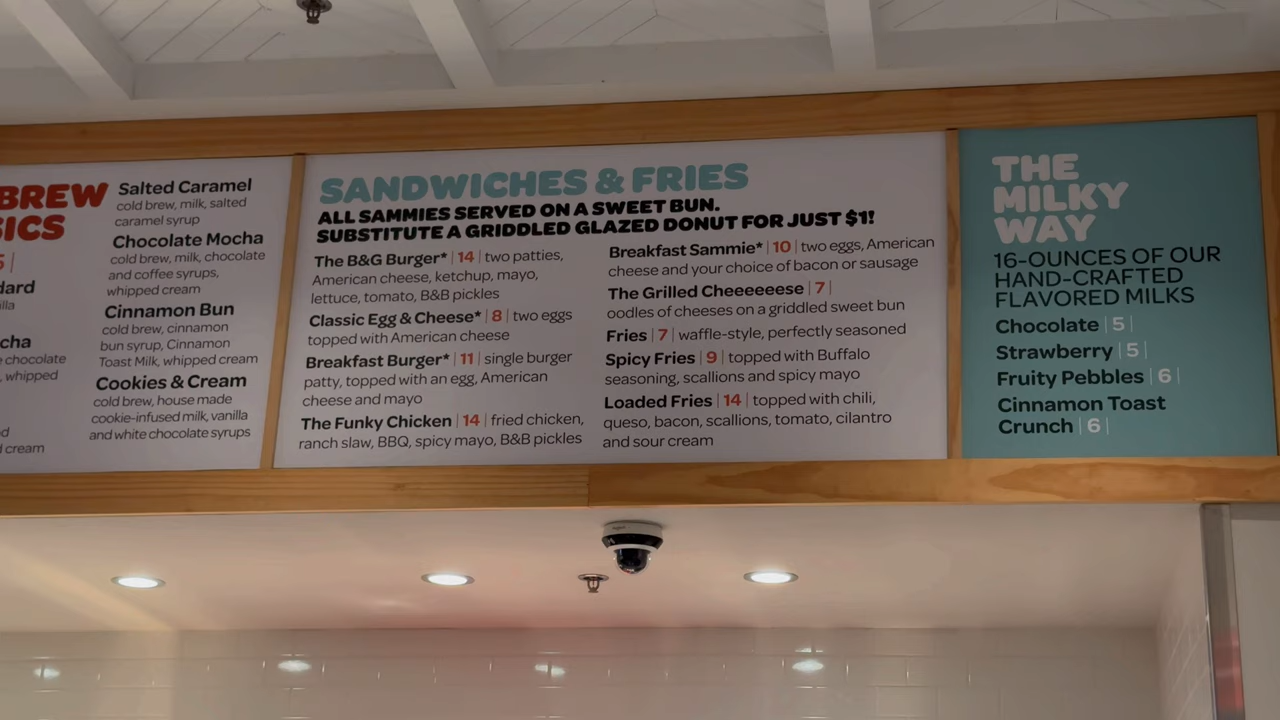 BREW
SICS
5|
dard
illa
cha
e chocolate
, whipped
d cream
Salted Caramel
cold brew, milk, salted
caramel syrup
Chocolate Mocha
cold brew, milk, chocolate
and coffee syrups,
whipped cream
Cinnamon Bun
cold brew, cinnamon
bun syrup, Cinnamon
Toast Milk, whipped cream
Cookies & Cream
cold brew, house made
cookie-infused milk, vanilla
and white chocolate syrups
SANDWICHES & FRIES
ALL SAMMIES SERVED ON A SWEET BUN.
SUBSTITUTE A GRIDDLED GLAZED DONUT FOR JUST $1!
The B&G Burger* | 14 | two patties,
American cheese, ketchup, mayo,
lettuce, tomato, B&B pickles
Classic Egg & Cheese* | 8 | two eggs
topped with American cheese
Breakfast Burger* | 11 | single burger
patty, topped with an egg, American
cheese and mayo
The Funky Chicken | 14 | fried chicken,
ranch slaw, BBQ, spicy mayo, B&B pickles
Breakfast Sammie* | 10 | two eggs, American
cheese and your choice of bacon or sausage
The Grilled Cheeeeeese | 7 |
oodles of cheeses on a griddled sweet bun
Fries | 7 | waffle-style, perfectly seasoned
Spicy Fries | 9 | topped with Buffalo
seasoning, scallions and spicy mayo
Loaded Fries | 14 | topped with chili,
queso, bacon, scallions, tomato, cilantro
and sour cream
THE
MILKY
WAY
16-OUNCES OF OUR
HAND-CRAFTED
FLAVORED MILKS
Chocolate | 5 |
Strawberry | 5 |
Fruity Pebbles | 6 |
Cinnamon Toast
Crunch | 6 |